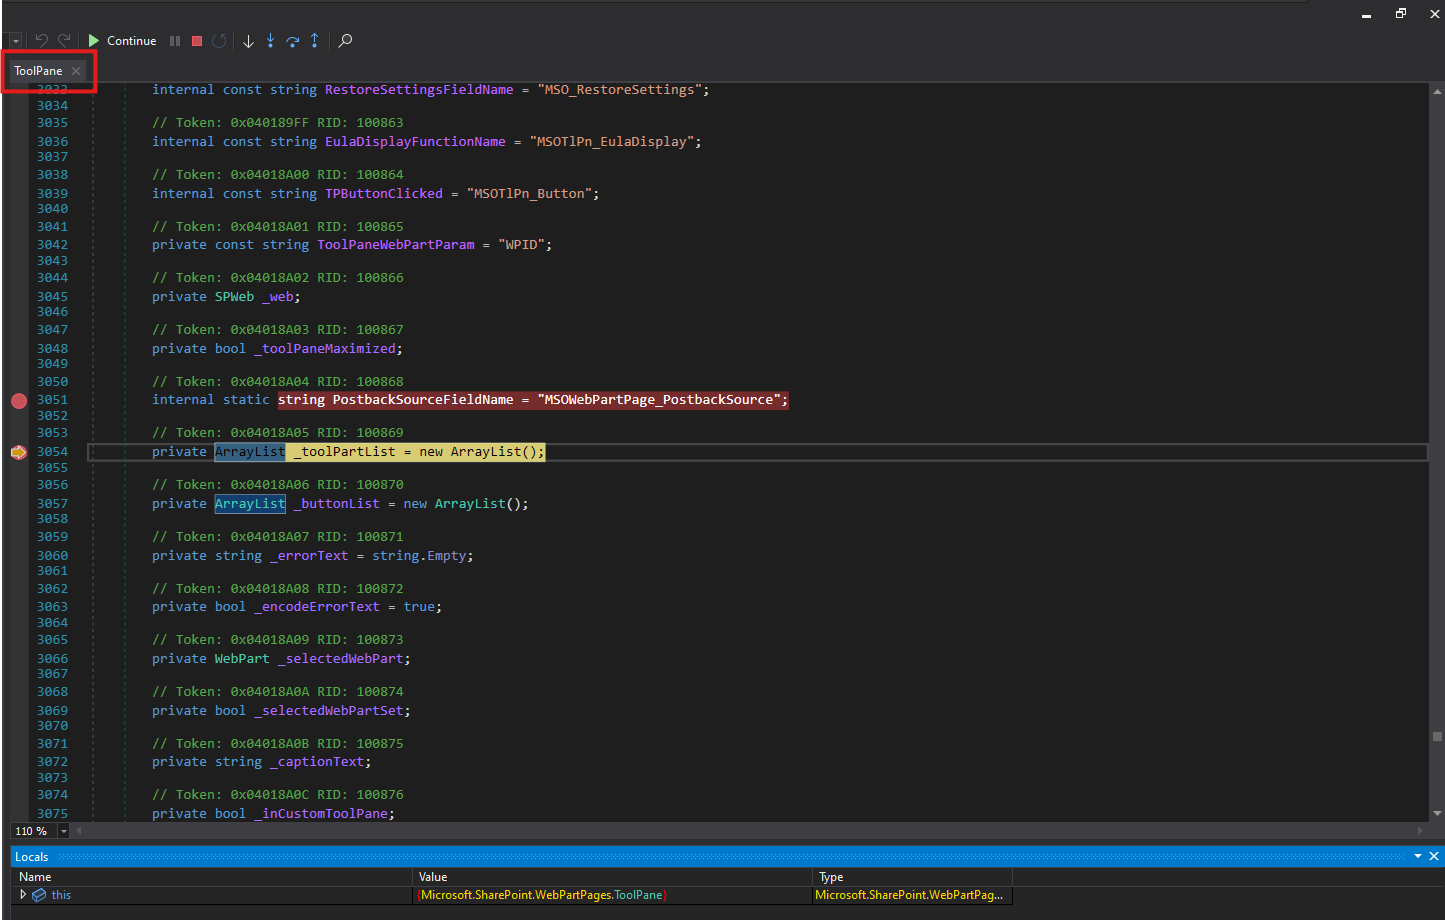 Continue
ToolPane
3033 internal const string RestoreSettingsFieldName = "MSO_RestoreSettings";
3034
3035 // Token: 0x040189FF RID: 100863
3036 internal const string EulaDisplayFunctionName = "MSOTlPn_EulaDisplay";
3037
3038 // Token: 0x04018A00 RID: 100864
3039 internal const string TPButtonClicked = "MSOTlPn_Button";
3040
3041 // Token: 0x04018A01 RID: 100865
3042 private const string ToolPaneWebPartParam = "WPID";
3043
3044 // Token: 0x04018A02 RID: 100866
3045 private SPWeb _web;
3046
3047 // Token: 0x04018A03 RID: 100867
3048 private bool _toolPaneMaximized;
3049
3050 // Token: 0x04018A04 RID: 100868
3051 internal static string PostbackSourceFieldName = "MSOWebPartPage_PostbackSource";
3052
3053 // Token: 0x04018A05 RID: 100869
3054 private ArrayList _toolPartList = new ArrayList();
3055
3056 // Token: 0x04018A06 RID: 100870
3057 private ArrayList _buttonList = new ArrayList();
3058
3059 // Token: 0x04018A07 RID: 100871
3060 private string _errorText = string.Empty;
3061
3062 // Token: 0x04018A08 RID: 100872
3063 private bool _encodeErrorText = true;
3064
3065 // Token: 0x04018A09 RID: 100873
3066 private WebPart _selectedWebPart;
3067
3068 // Token: 0x04018A0A RID: 100874
3069 private bool _selectedWebPartSet;
3070
3071 // Token: 0x04018A0B RID: 100875
3072 private string _captionText;
3073
3074 // Token: 0x04018A0C RID: 100876
3075 private bool _inCustomToolPane;
110 %
Locals
Name Value Type
this {Microsoft.SharePoint.WebPartPages.ToolPane} Microsoft.SharePoint.WebPartPag...